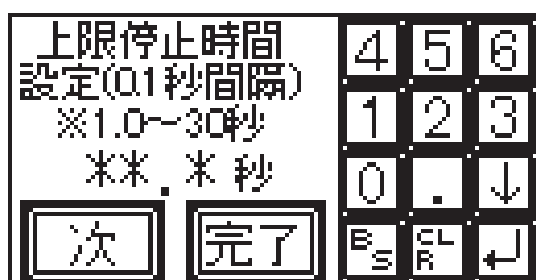 上限停止時間
設定(0.1秒間隔)
※1.0～30秒
**.*秒
次 完了
4 5 6
1 2 3
0 . ↓
BS CLR ↵